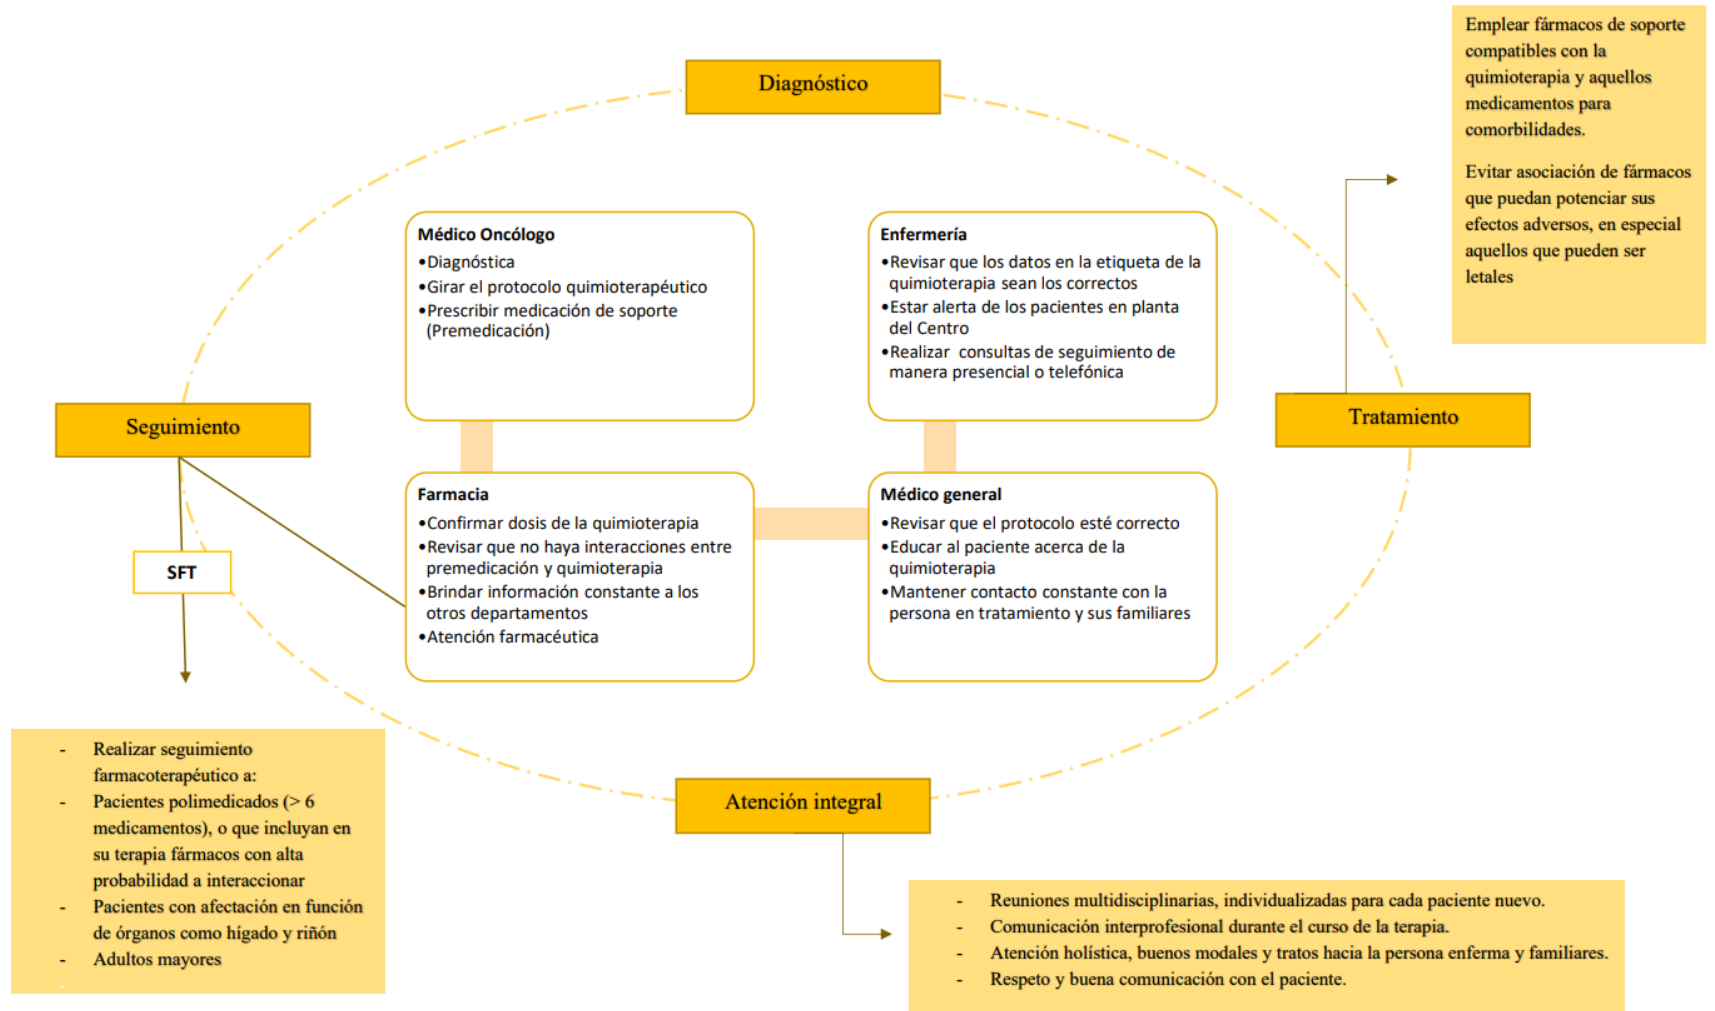 Diagnóstico
Emplear fármacos de soporte
compatibles con la
quimioterapia y aquellos
medicamentos para
comorbilidades.
Evitar asociación de fármacos
que puedan potenciar sus
efectos adversos, en especial
aquellos que pueden ser
letales
Médico Oncólogo
•Diagnóstica
•Girar el protocolo quimioterapéutico
•Prescribir medicación de soporte
(Premedicación)
Enfermería
•Revisar que los datos en la etiqueta de la
quimioterapia sean los correctos
•Estar alerta de los pacientes en planta
del Centro
•Realizar consultas de seguimiento de
manera presencial o telefónica
Seguimiento
Tratamiento
Farmacia
•Confirmar dosis de la quimioterapia
•Revisar que no haya interacciones entre
premedicación y quimioterapia
•Brindar información constante a los
otros departamentos
•Atención farmacéutica
Médico general
•Revisar que el protocolo esté correcto
•Educar al paciente acerca de la
quimioterapia
•Mantener contacto constante con la
persona en tratamiento y sus familiares
SFT
- Realizar seguimiento
farmacoterapéutico a:
- Pacientes polimedicados (> 6
medicamentos), o que incluyan en
su terapia fármacos con alta
probabilidad a interaccionar
- Pacientes con afectación en función
de órganos como hígado y riñón
- Adultos mayores
-
Atención integral
- Reuniones multidisciplinarias, individualizadas para cada paciente nuevo.
- Comunicación interprofesional durante el curso de la terapia.
- Atención holística, buenos modales y tratos hacia la persona enferma y familiares.
- Respeto y buena comunicación con el paciente.